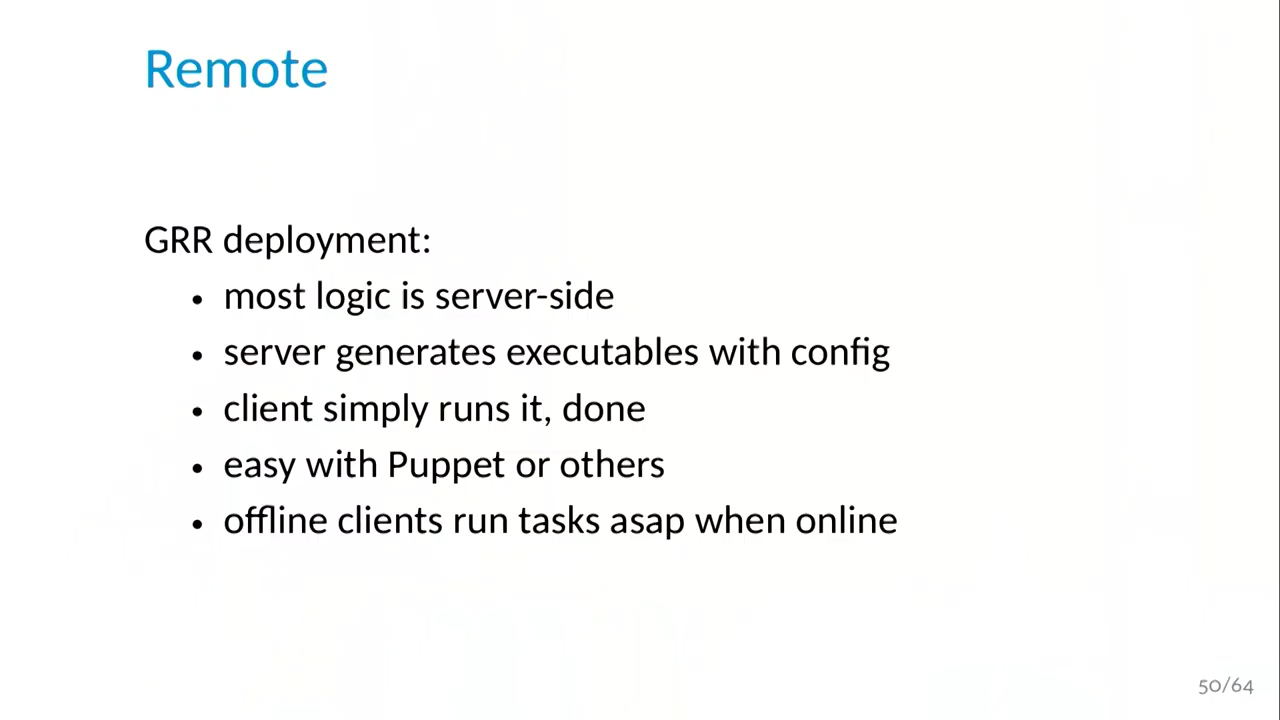 Remote
GRR deployment:
• most logic is server-side
• server generates executables with config
• client simply runs it, done
• easy with Puppet or others
• offline clients run tasks asap when online
50/64